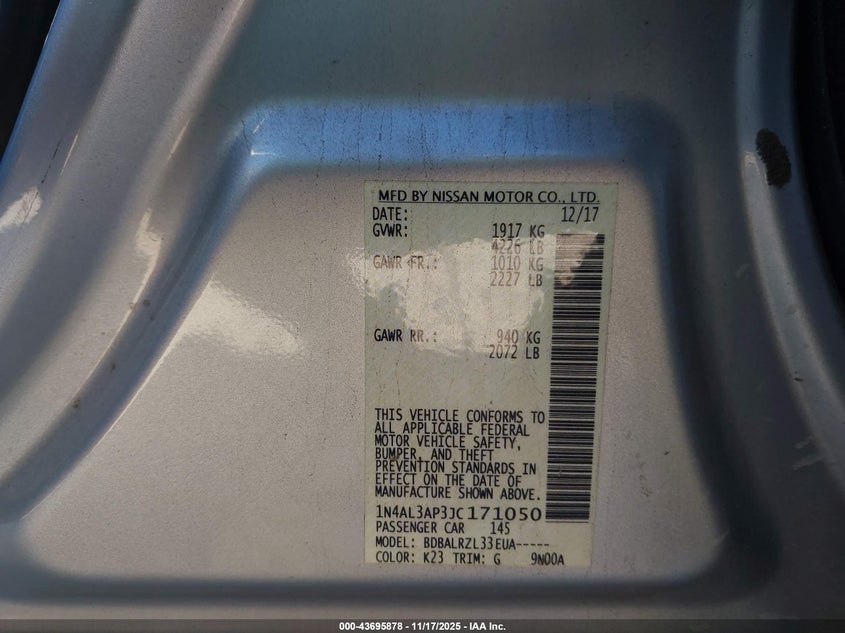 MFD BY NISSAN MOTOR CO., LTD.
DATE: 12/17
GVWR: 1917 KG
4226 LB
GAWR FR.: 1010 KG
2227 LB
GAWR RR.: 940 KG
2072 LB
THIS VEHICLE CONFORMS TO
ALL APPLICABLE FEDERAL
MOTOR VEHICLE SAFETY,
BUMPER, AND THEFT
PREVENTION STANDARDS IN
EFFECT ON THE DATE OF
MANUFACTURE SHOWN ABOVE.
1N4AL3AP3JC171050
PASSENGER CAR 145
MODEL: BDBALRZL33EUA-----
COLOR: K23 TRIM: G 9N00A
000-43695878 — 11/17/2025 - IAA Inc.